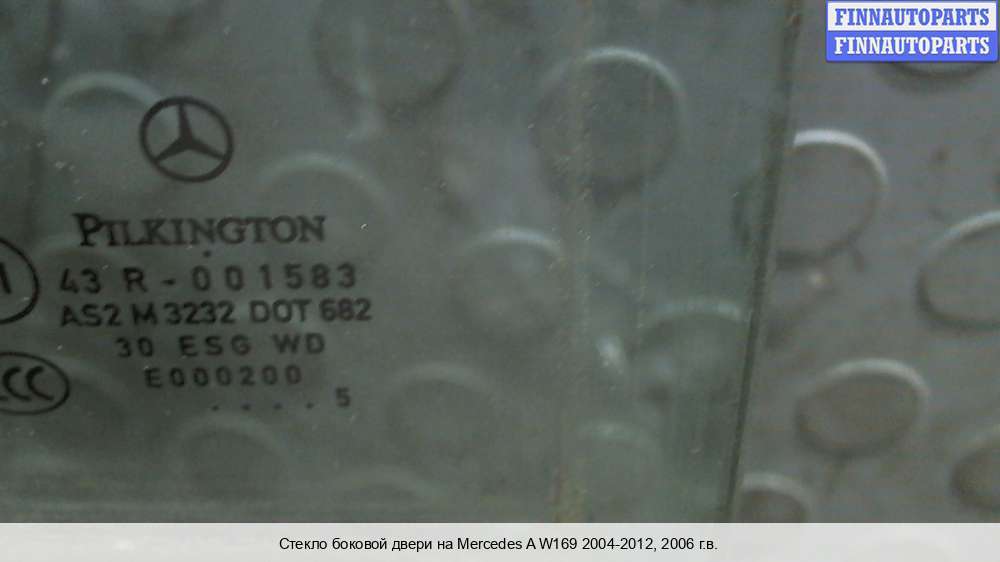 FINNAUTOPARTS
FINNAUTOPARTS
PILKINGTON
43 R - 001583
AS2 M 3232 DOT 682
30 ESG WD
CCC
E000200
. . . . 5
Стекло боковой двери на Mercedes A W169 2004-2012, 2006 г.в.